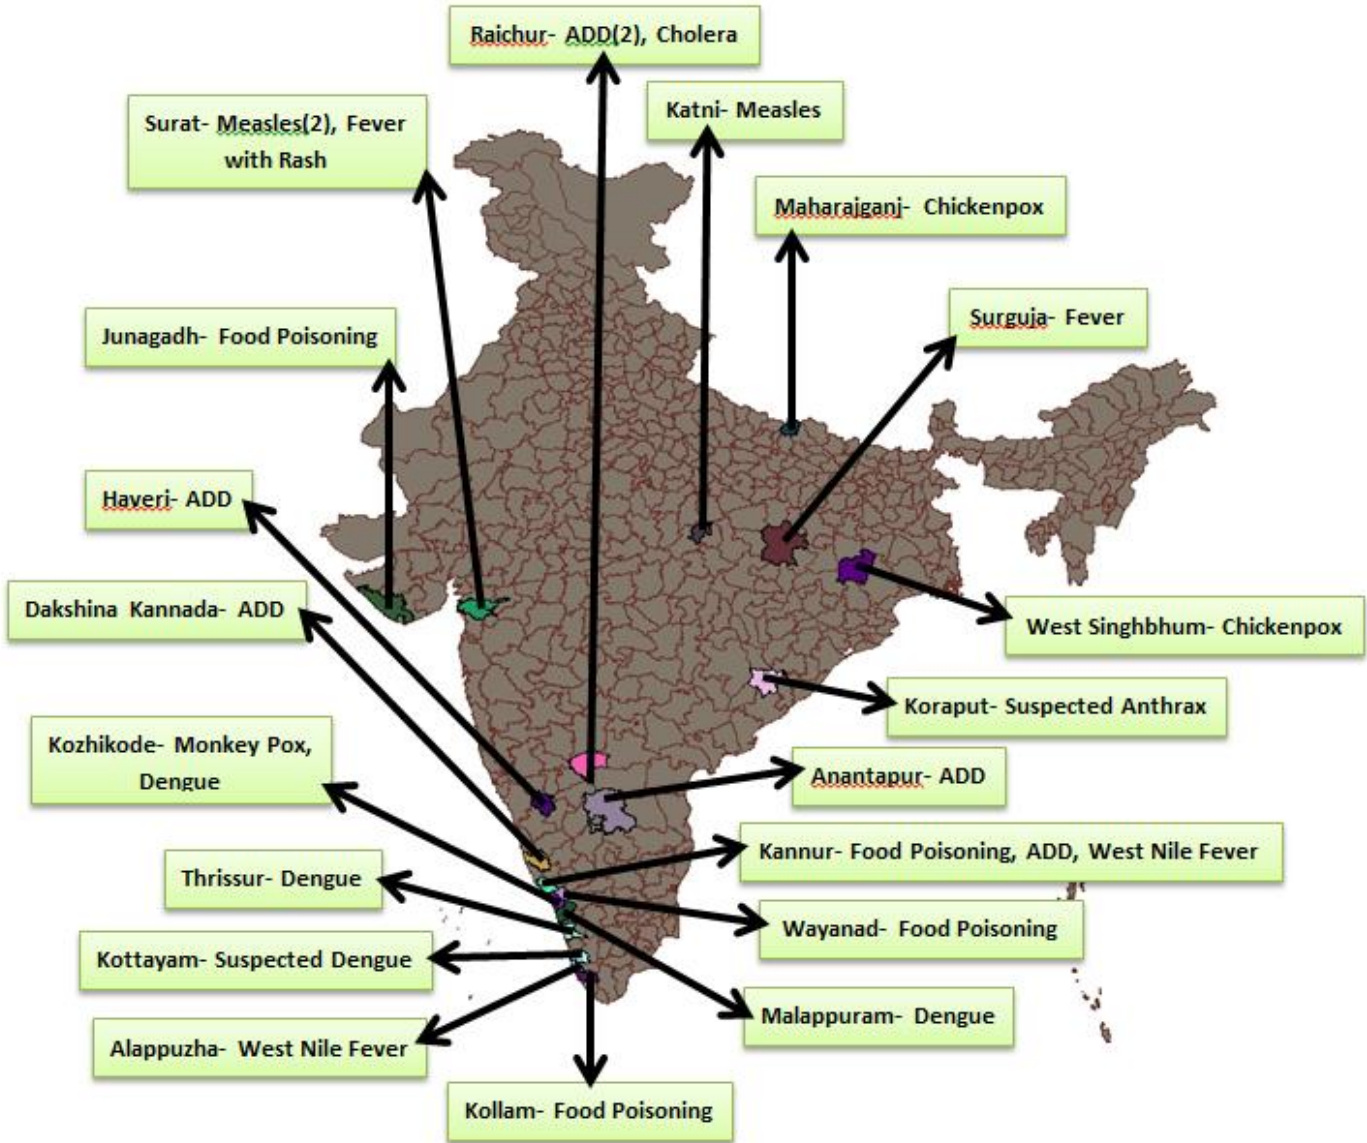 Raichur- ADD(2), Cholera
Katni- Measles
Surat- Measles(2), Fever
with Rash
Maharajganj- Chickenpox
Surguja- Fever
Junagadh- Food Poisoning
Haveri- ADD
Dakshina Kannada- ADD
West Singhbhum- Chickenpox
Koraput- Suspected Anthrax
Kozhikode- Monkey Pox,
Dengue
Anantapur- ADD
Kannur- Food Poisoning, ADD, West Nile Fever
Thrissur- Dengue
Wayanad- Food Poisoning
Kottayam- Suspected Dengue
Malappuram- Dengue
Alappuzha- West Nile Fever
Kollam- Food Poisoning